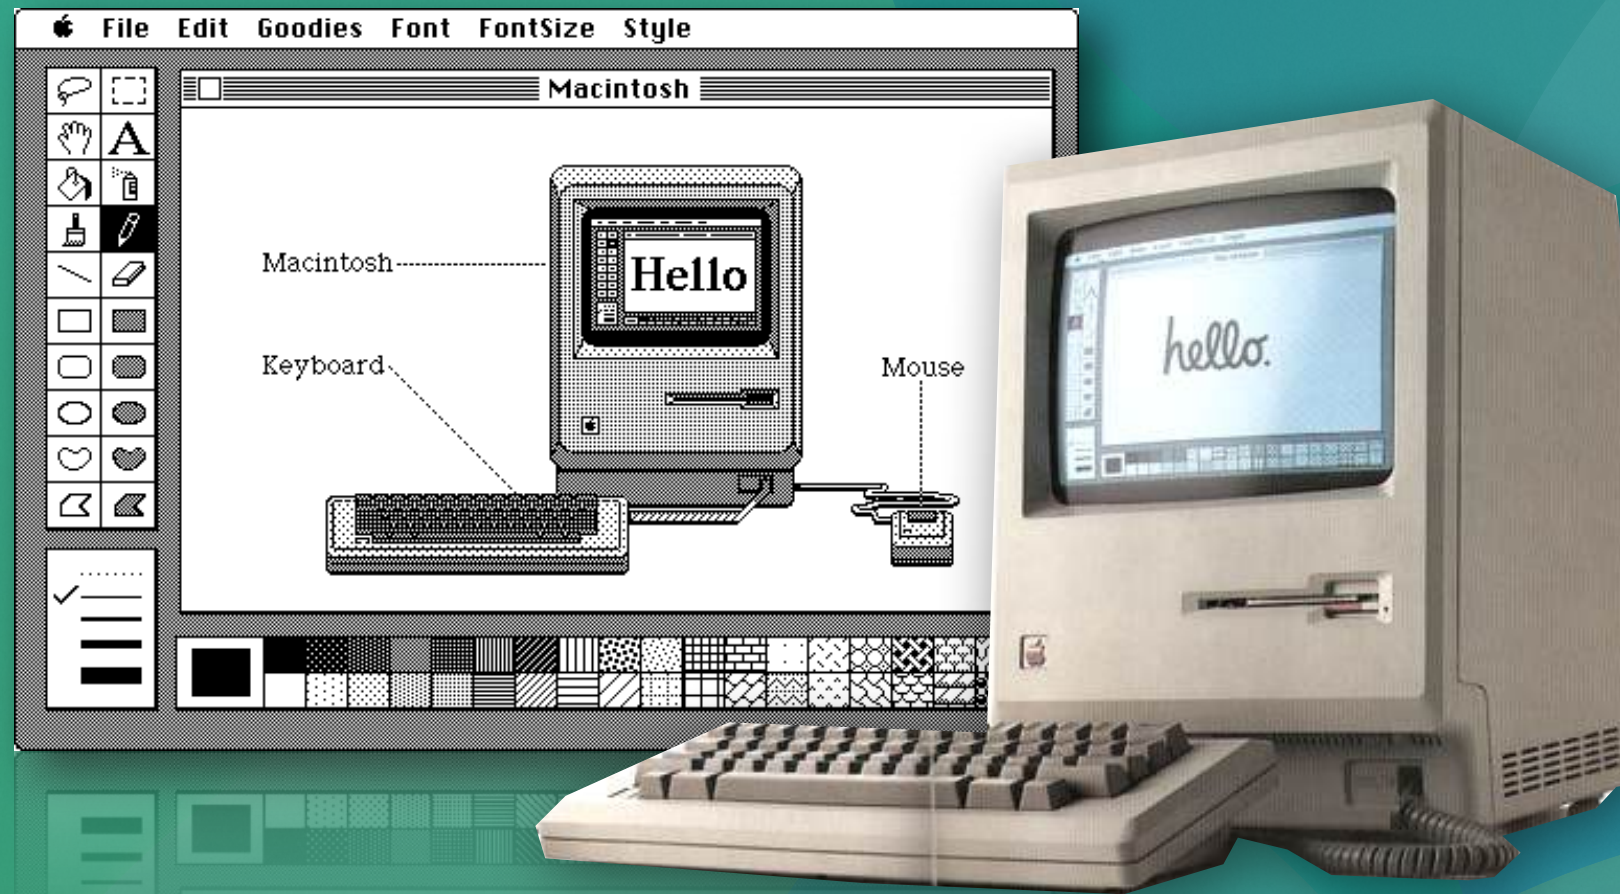 File Edit Goodies Font FontSize Style
A
Macintosh
Macintosh
Hello
Keyboard
Mouse
hello.